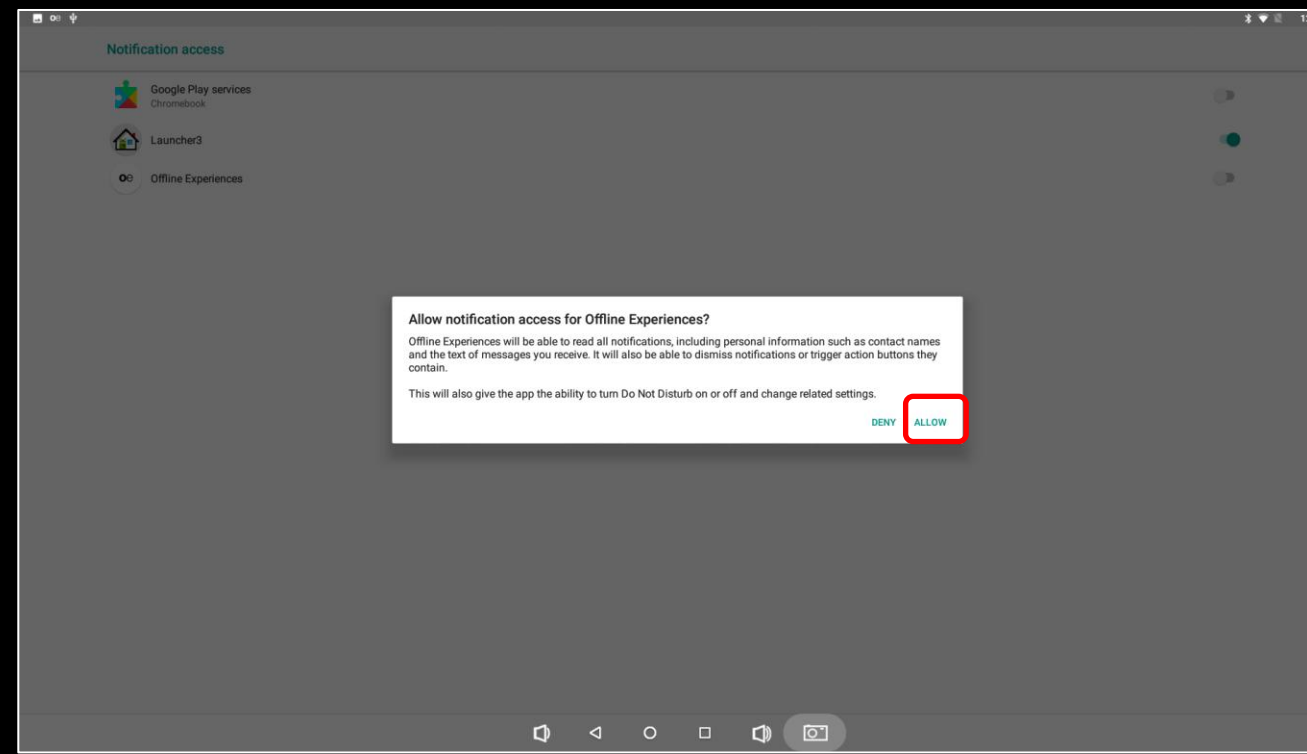 oe
Notification access
Google Play services
Chromebook
Launcher3
oe
Offline Experiences
Allow notification access for Offline Experiences?
Offline Experiences will be able to read all notifications, including personal information such as contact names
and the text of messages you receive. It will also be able to dismiss notifications or trigger action buttons they
contain.
This will also give the app the ability to turn Do Not Disturb on or off and change related settings.
DENY ALLOW